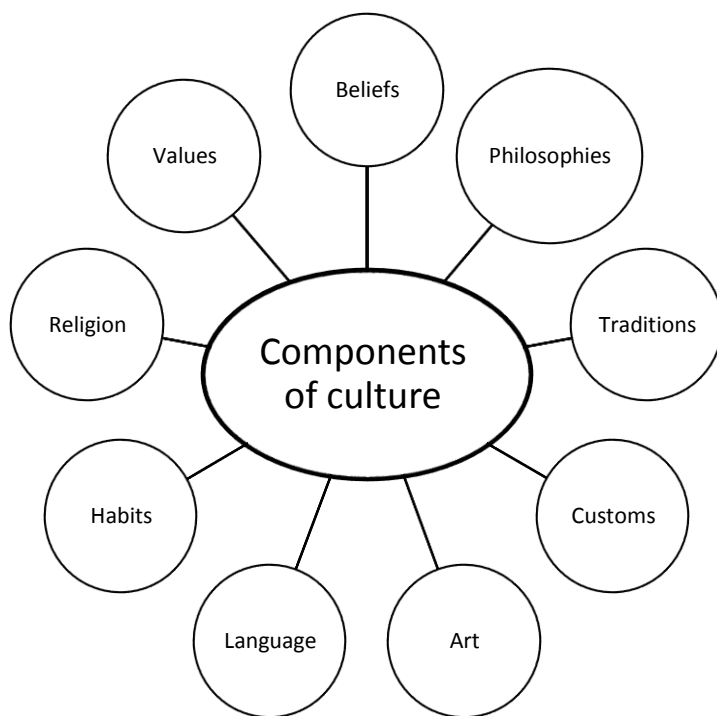 Beliefs
Philosophies
Values
Traditions
Religion
Components
of culture
Customs
Habits
Language
Art